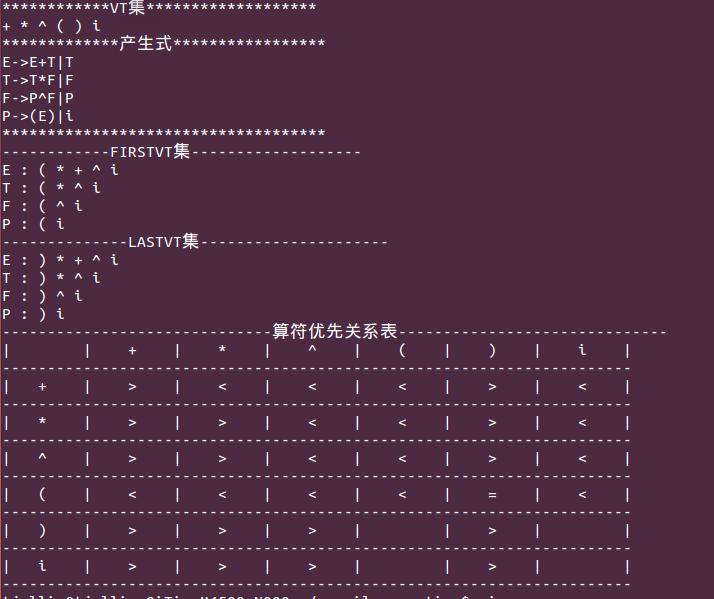 ************VT集*******************
+ * ^ ( ) i
*************产生式*****************
E->E+T|T
T->T*F|F
F->P^F|P
P->(E)|i
************************************
------------FIRSTVT集-------------------
E : ( * + ^ i
T : ( * ^ i
F : ( ^ i
P : ( i
--------------LASTVT集---------------------
E : ) * + ^ i
T : ) * ^ i
F : ) ^ i
P : ) i
------------------------------算符优先关系表------------------------------
|        |    +    |    *    |    ^    |    (    |    )    |    i    |
----------------------------------------------------------------------
|   +    |    >    |    <    |    <    |    <    |    >    |    <    |
----------------------------------------------------------------------
|   *    |    >    |    >    |    <    |    <    |    >    |    <    |
----------------------------------------------------------------------
|   ^    |    >    |    >    |    <    |    <    |    >    |    <    |
----------------------------------------------------------------------
|   (    |    <    |    <    |    <    |    <    |    =    |    <    |
----------------------------------------------------------------------
|   )    |    >    |    >    |    >    |         |    >    |         |
----------------------------------------------------------------------
|   i    |    >    |    >    |    >    |         |    >    |         |
----------------------------------------------------------------------